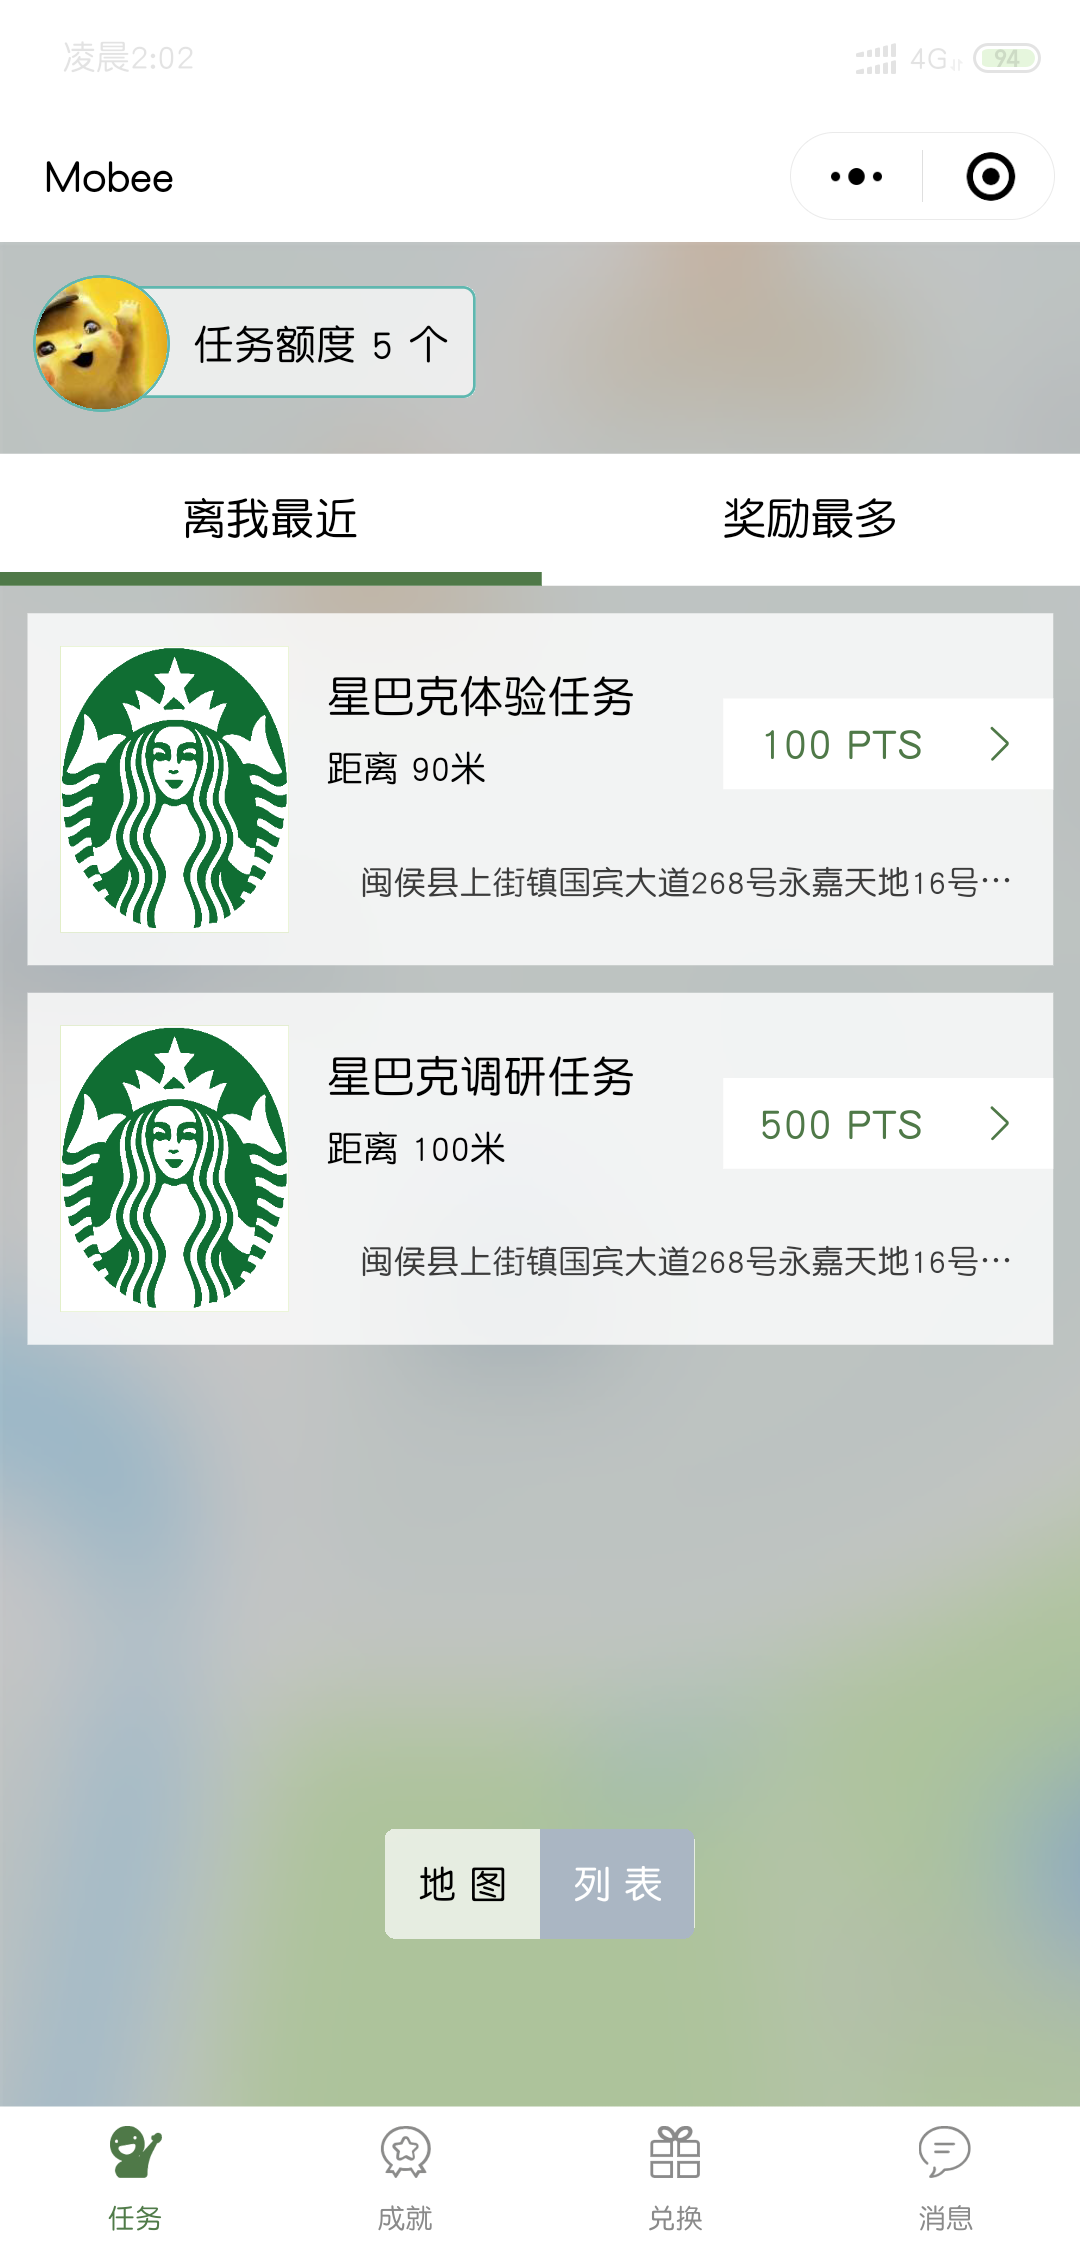 凌晨2:02
4G
94
Mobee
任务额度 5 个
离我最近
奖励最多
星巴克体验任务
距离 90米
100 PTS
闽侯县上街镇国宾大道268号永嘉天地16号…
星巴克调研任务
距离 100米
500 PTS
闽侯县上街镇国宾大道268号永嘉天地16号…
地 图
列 表
任务
成就
兑换
消息